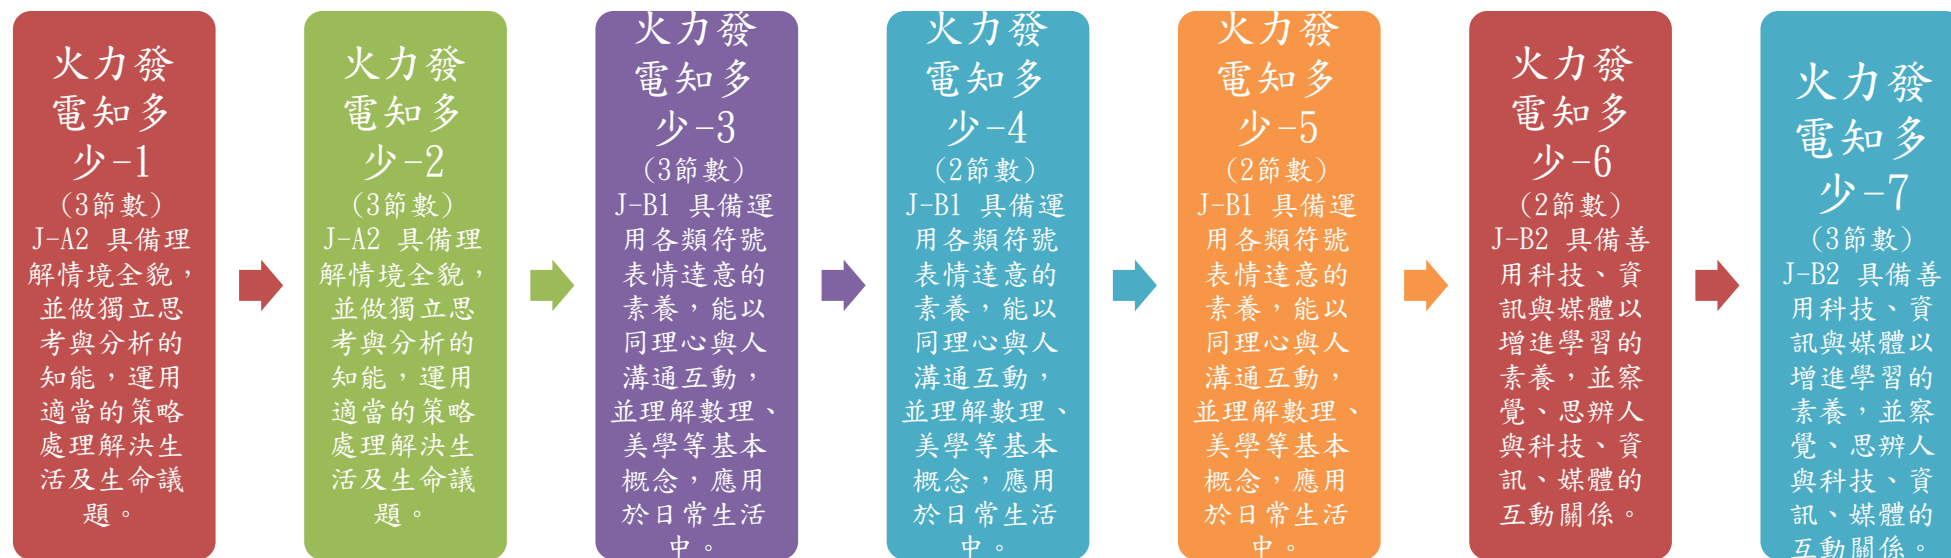 火力發
電知多
少-1
(3節數)
J-A2 具備理
解情境全貌，
並做獨立思
考與分析的
知能，運用
適當的策略
處理解決生
活及生命議
題。
火力發
電知多
少-2
(3節數)
J-A2 具備理
解情境全貌，
並做獨立思
考與分析的
知能，運用
適當的策略
處理解決生
活及生命議
題。
火力發
電知多
少-3
(3節數)
J-B1 具備運
用各類符號
表情達意的
素養，能以
同理心與人
溝通互動，
並理解數理、
美學等基本
概念，應用
於日常生活
中。
火力發
電知多
少-4
(2節數)
J-B1 具備運
用各類符號
表情達意的
素養，能以
同理心與人
溝通互動，
並理解數理、
美學等基本
概念，應用
於日常生活
中。
火力發
電知多
少-5
(2節數)
J-B1 具備運
用各類符號
表情達意的
素養，能以
同理心與人
溝通互動，
並理解數理、
美學等基本
概念，應用
於日常生活
中。
火力發
電知多
少-6
(2節數)
J-B2 具備善
用科技、資
訊與媒體以
增進學習的
素養，並察
覺、思辨人
與科技、資
訊、媒體的
互動關係。
火力發
電知多
少-7
(3節數)
J-B2 具備善
用科技、資
訊與媒體以
增進學習的
素養，並察
覺、思辨人
與科技、資
訊、媒體的
互動關係。